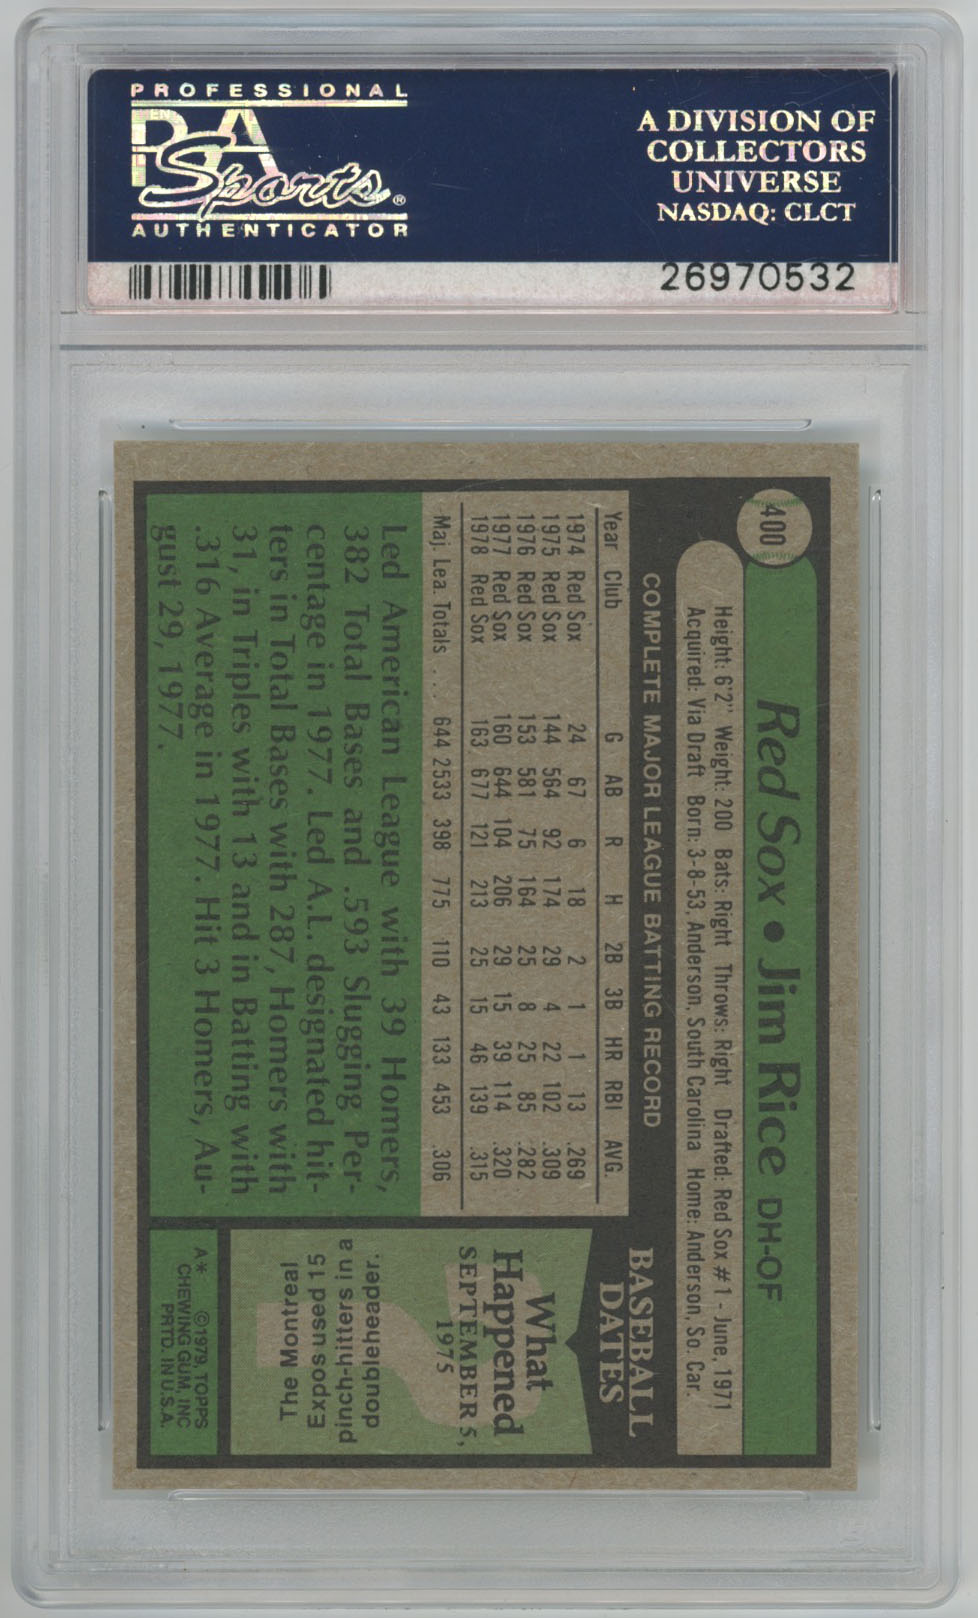 PROFESSIONAL
PSA
Sports®
AUTHENTICATOR
A DIVISION OF
COLLECTORS
UNIVERSE
NASDAQ: CLCT
26970532
400
Red Sox • Jim Rice DH-OF
Height: 6'2" Weight: 200 Bats: Right Throws: Right Drafted: Red Sox #1 - June, 1971
Acquired: Via Draft Born: 3-8-53, Anderson, South Carolina Home: Anderson, So. Car.
COMPLETE MAJOR LEAGUE BATTING RECORD
Year Club G AB R H 2B 3B HR RBI AVG.
1974 Red Six 24 67 6 18 2 1 1 13 .269
1975 Red Sox 144 564 92 174 29 4 22 102 .309
1976 Red Sox 153 581 75 164 25 8 25 85 .282
1977 Red Sox 160 644 104 206 29 15 39 114 .320
1978 Red Sox 163 677 121 213 25 15 46 139 .315
Maj. Lea. Totals . . . 644 2533 398 775 110 43 133 453 .306
Led American League with 39 Homers,
382 Total Bases and .593 Slugging Per-
centage in 1977. Led A.L. designated hit-
ters in Total Bases with 287, Homers with
31, in Triples with 13 and in Batting with
.316 Average in 1977. Hit 3 Homers, Au-
gust 29, 1977.
BASEBALL
DATES
What
Happened
SEPTEMBER 5,
1975
The Montreal
Expos used 15
pinch-hitters in a
doubleheader.
A* ©1979, TOPPS
CHEWING GUM, INC
PRTD. IN U.S.A.